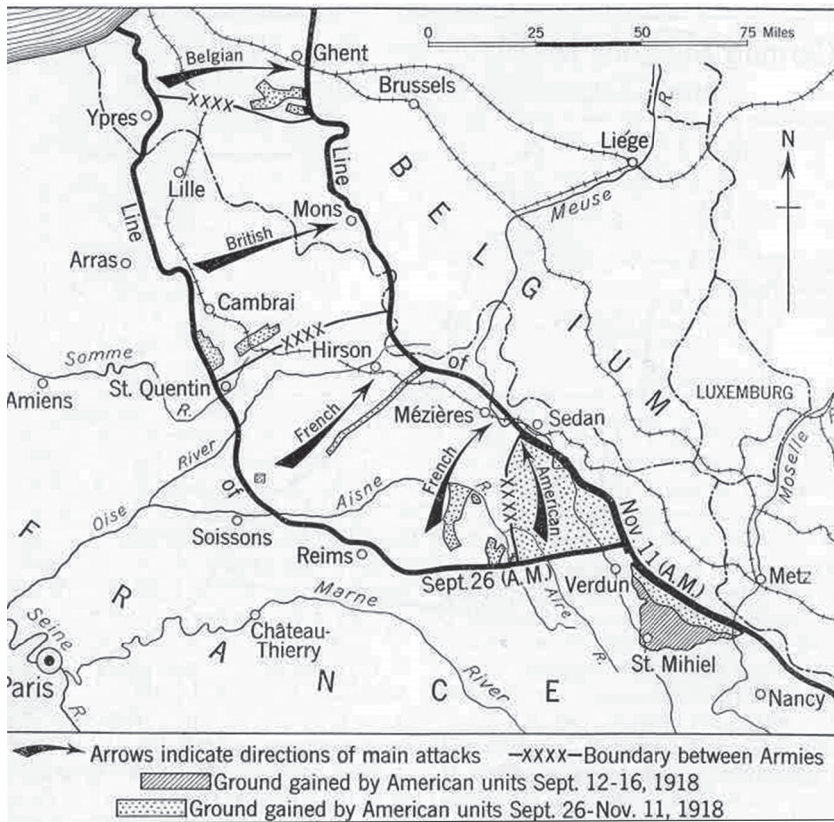 0 25 50 75 Miles
Belgian
Ghent
Brussels
XXXX
Ypres
Liége
R.
N
Lille
Line
Meuse
BELGIUM
Mons
Line
British
Arras
Cambrai
XXXX
Hirson
of
Somme
St. Quentin
R.
Amiens
LUXEMBURG
Mézières
Sedan
French
River
Moselle
French
R.
XXXX
American
of
Aisne
Oise
Nov 11 (A.M.)
Soissons
Reims
Sept. 26 (A.M.)
Verdun
Metz
Aire
R.
Marne
Seine
Château-
Thierry
St. Mihiel
FRANCE
River
Paris
R.
Nancy
Arrows indicate directions of main attacks -XXXX-Boundary between Armies
Ground gained by American units Sept. 12-16, 1918
Ground gained by American units Sept. 26-Nov. 11, 1918